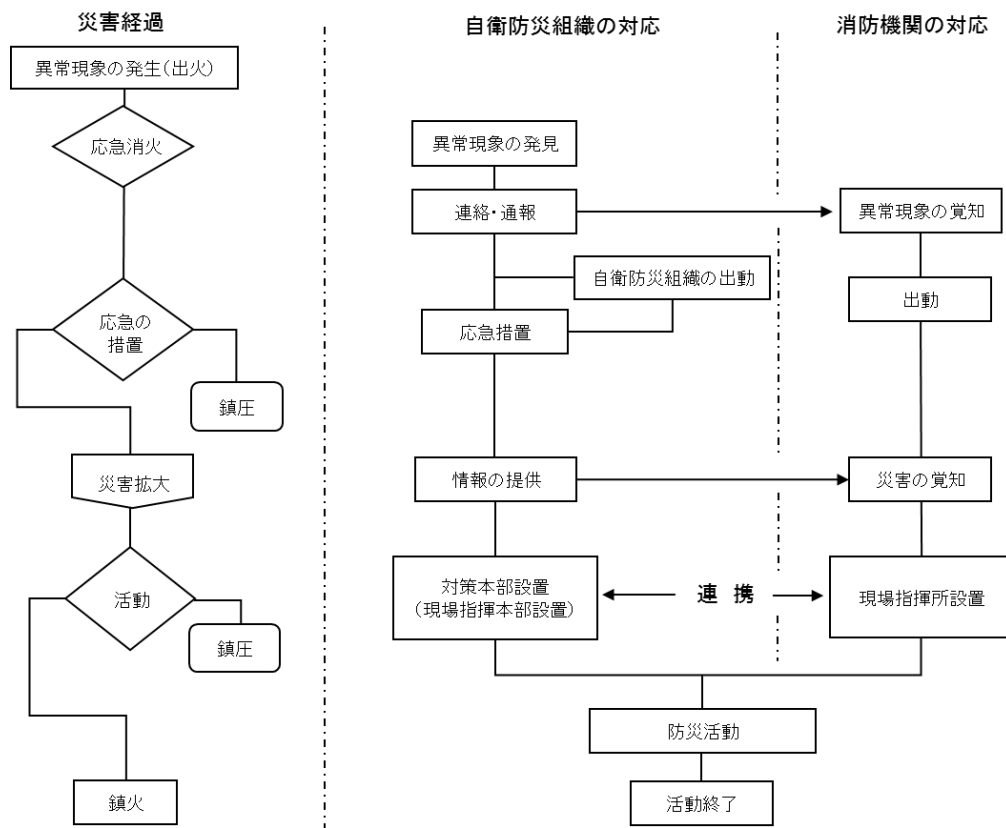 災害経過
異常現象の発生(出火)
応急消火
応急の
措置
鎮圧
災害拡大
活動
鎮圧
鎮火
自衛防災組織の対応
異常現象の発見
連絡・通報
自衛防災組織の出動
応急措置
情報の提供
対策本部設置
(現場指揮本部設置)
連 携
消防機関の対応
異常現象の覚知
出動
災害の覚知
現場指揮所設置
防災活動
活動終了